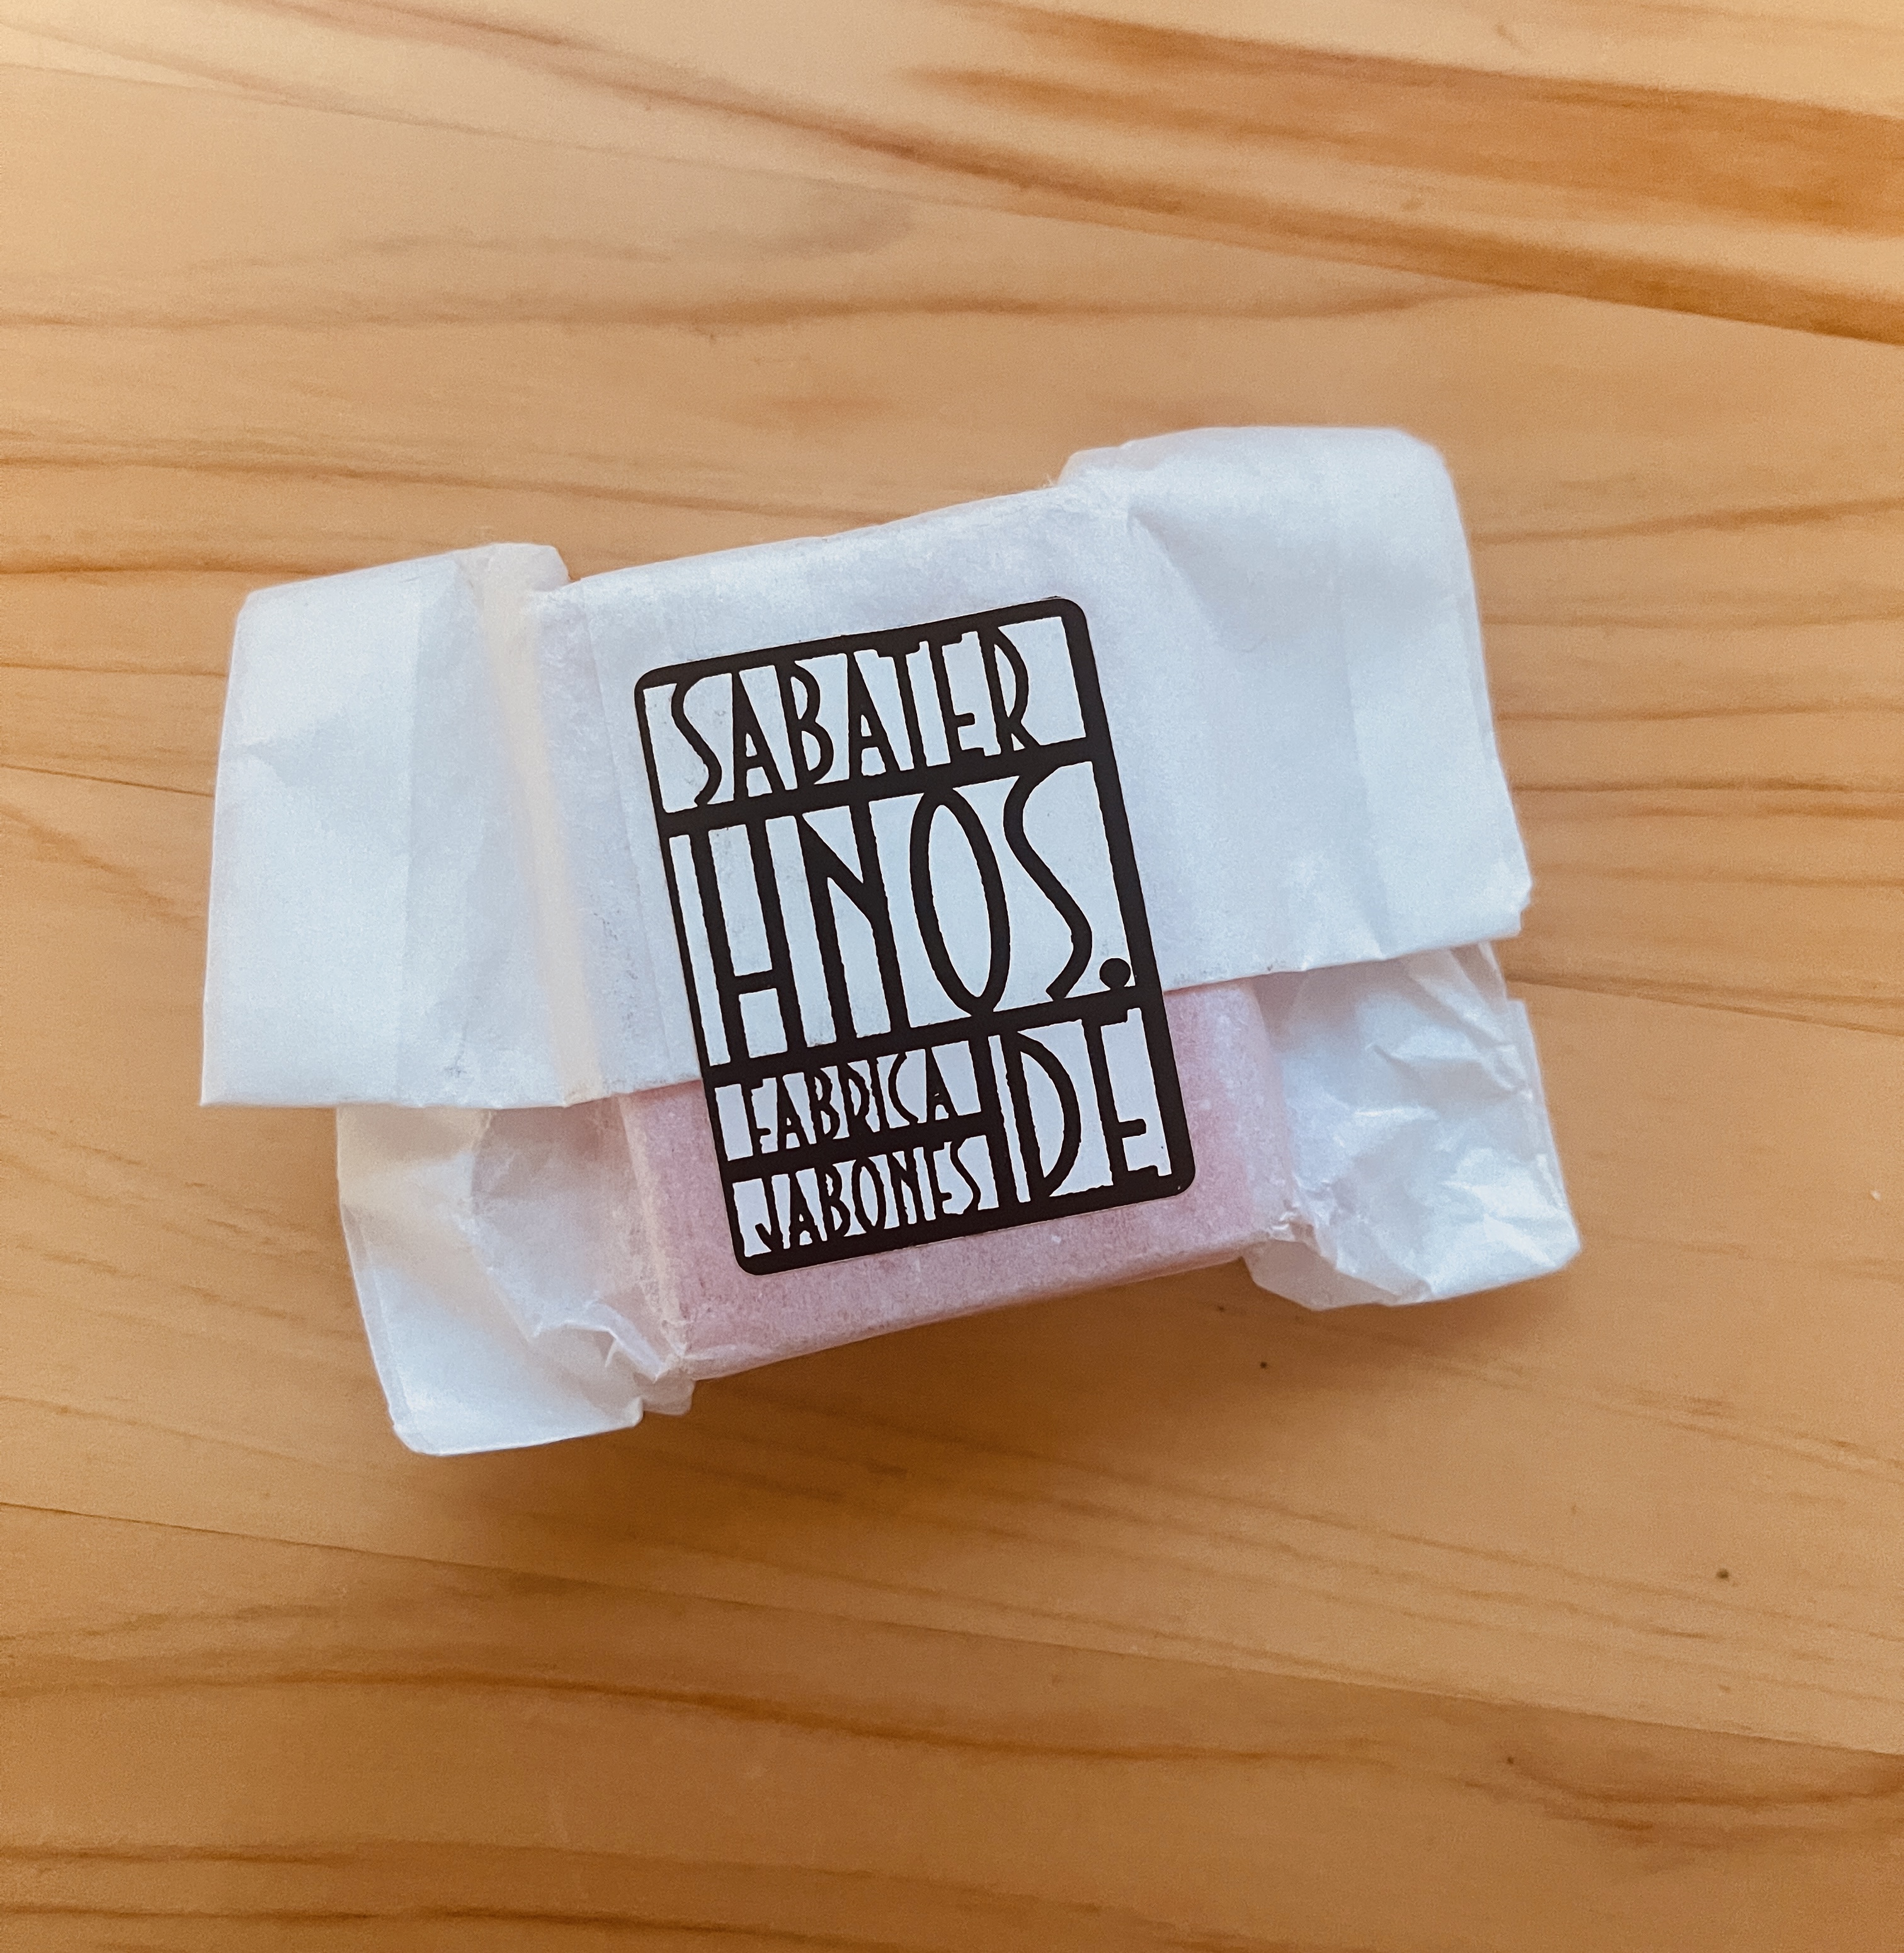 SABATER
HNOS.
FABRICA DE
JABONES